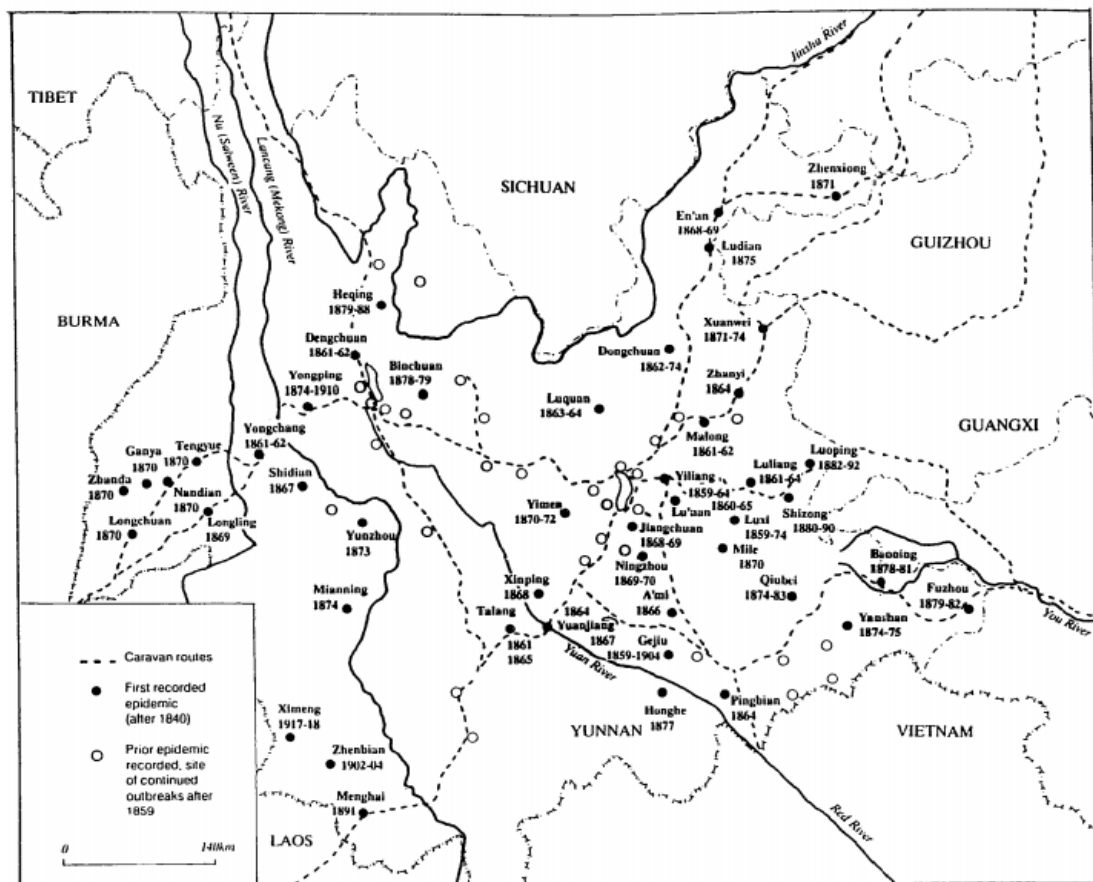 Jinsha River
TIBET
Nu (Salween) River
Lancang (Mekong) River
SICHUAN
Zhenxiong
1871
En'an
1868-69
Ludian
1875
GUIZHOU
Heqing
1879-88
BURMA
Xuanwei
1871-74
Dengchuan
1861-62
Dongchuan
1862-74
Binchuan
1878-79
Yongping
1874-1910
Zhanyi
1864
Luquan
1863-64
GUANGXI
Malong
1861-62
Yongchang
1861-62
Luoping
1882-92
Tengyue
1870
Ganya
1870
Luliang
1861-64
Yiliang
1859-64
Shidian
1867
Zhanda
1870
Nandian
1870
1860-65
Lu'nan
Shizong
1880-90
Yimen
1870-72
Longchuan
1870
Longling
1869
Luxi
1859-74
Jiangchuan
1868-69
Yunzhou
1873
Mile
1870
Baoning
1878-81
Ningzhou
1869-70
Qiubei
1874-83
Fuzhou
1879-82
Xinping
1868
Mianning
1874
A'mi
1866
You River
Talang
1861
1865
1864
Yuanjiang
1867
Yanshan
1874-75
Gejiu
1859-1904
Yuan River
Honghe
1877
Pingbian
1864
Ximeng
1917-18
YUNNAN
VIETNAM
Zhenbian
1902-04
Menghai
1891
Red River
LAOS
Caravan routes
First recorded
epidemic
(after 1840)
Prior epidemic
recorded, site
of continued
outbreaks after
1859
0
140km